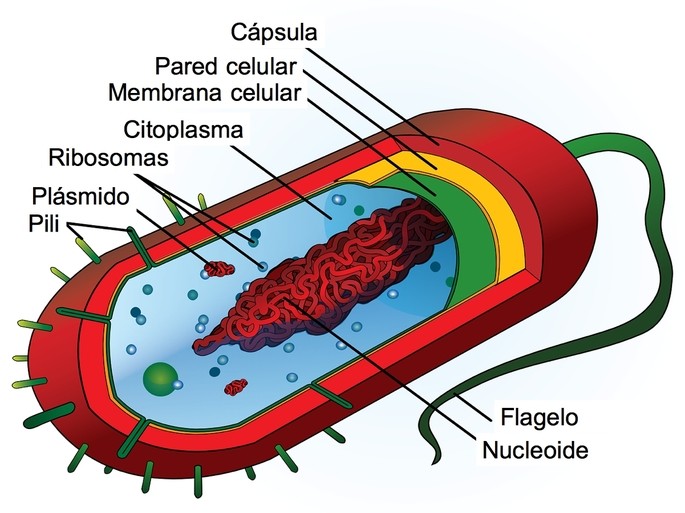 Cápsula
Pared celular
Membrana celular
Citoplasma
Ribosomas
Plásmido
Pili
Flagelo
Nucleoide